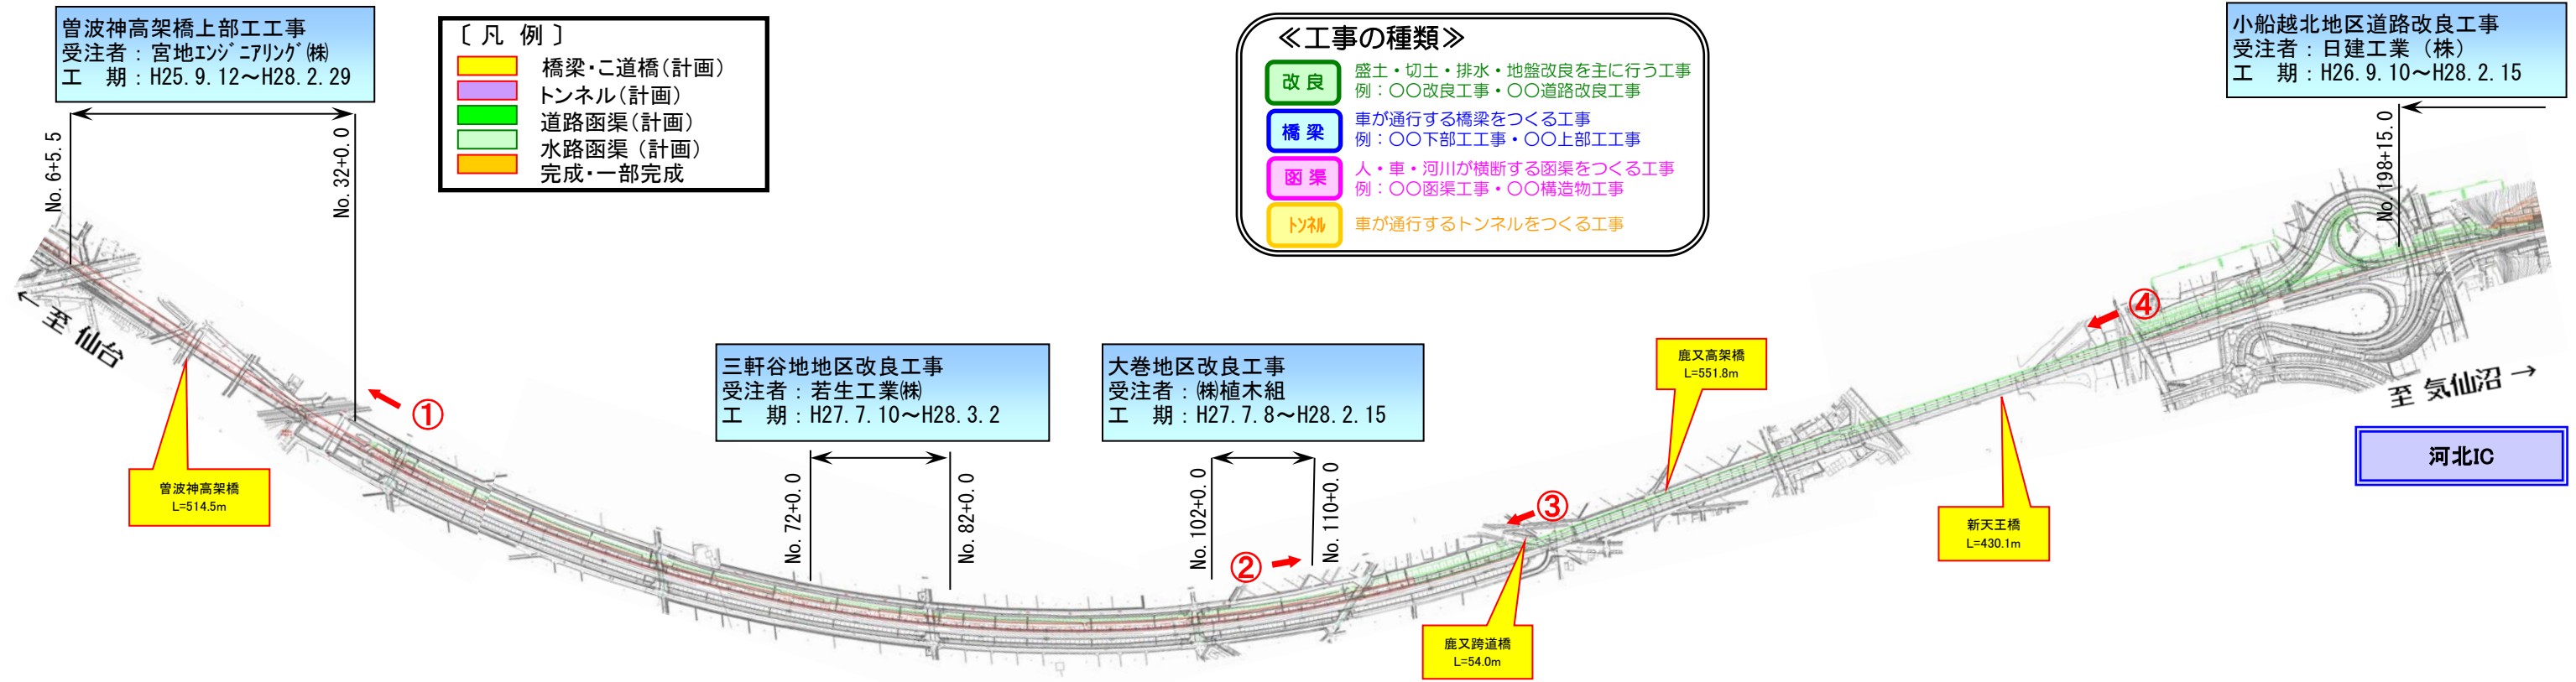 曽波神高架橋上部工工事
受注者：宮地ｴﾝｼﾞﾆｱﾘﾝｸﾞ㈱
工　期：H25.9.12～H28.2.29
No.6+5.5
No.32+0.0
〔 凡 例 〕
橋梁・こ道橋(計画)
トンネル(計画)
道路函渠(計画)
水路函渠(計画)
完成・一部完成
≪工事の種類≫
改良
盛土・切土・排水・地盤改良を主に行う工事
例：〇〇改良工事・〇〇道路改良工事
橋梁
車が通行する橋梁をつくる工事
例：〇〇下部工工事・〇〇上部工工事
函渠
人・車・河川が横断する函渠をつくる工事
例：〇〇函渠工事・〇〇構造物工事
ﾄﾝﾈﾙ
車が通行するトンネルをつくる工事
小船越北地区道路改良工事
受注者：日建工業（株）
工　期：H26.9.10～H28.2.15
No.198+15.0
← 至 仙台
曽波神高架橋
L=514.5m
①
三軒谷地地区改良工事
受注者：若生工業㈱
工　期：H27.7.10～H28.3.2
No.72+0.0
No.82+0.0
大巻地区改良工事
受注者：㈱植木組
工　期：H27.7.8～H28.2.15
No.102+0.0
No.110+0.0
②
③
鹿又高架橋
L=551.8m
鹿又跨道橋
L=54.0m
新天王橋
L=430.1m
④
至 気仙沼 →
河北IC